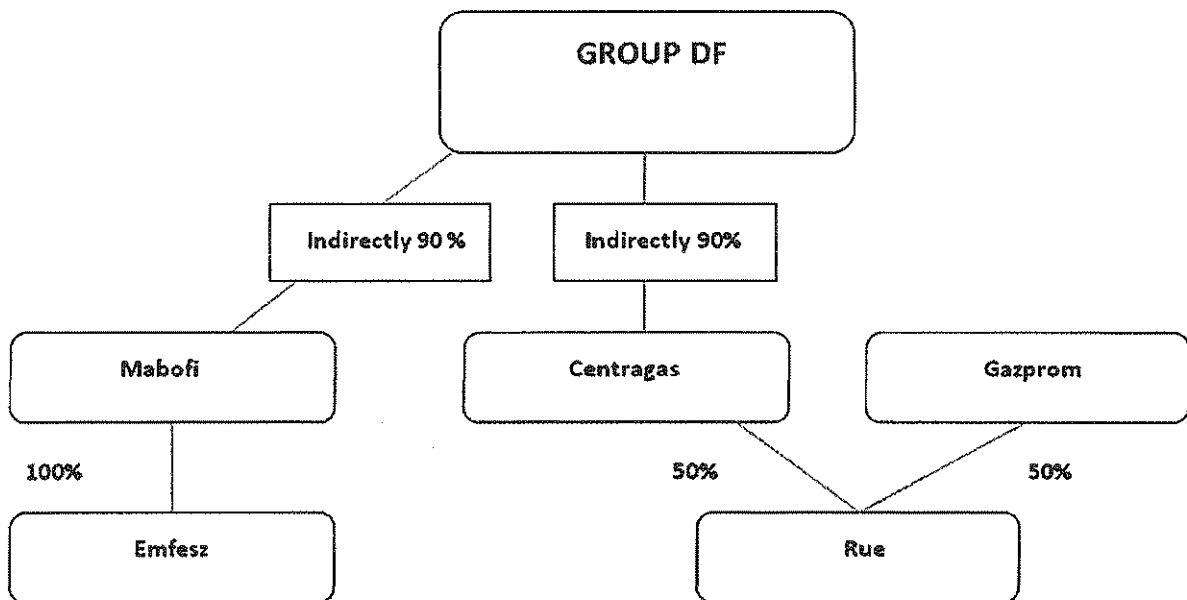 GROUP DF
Indirectly 90 %
Indirectly 90%
Mabofi
Centragas
Gazprom
100%
50%
50%
Emfesz
Rue